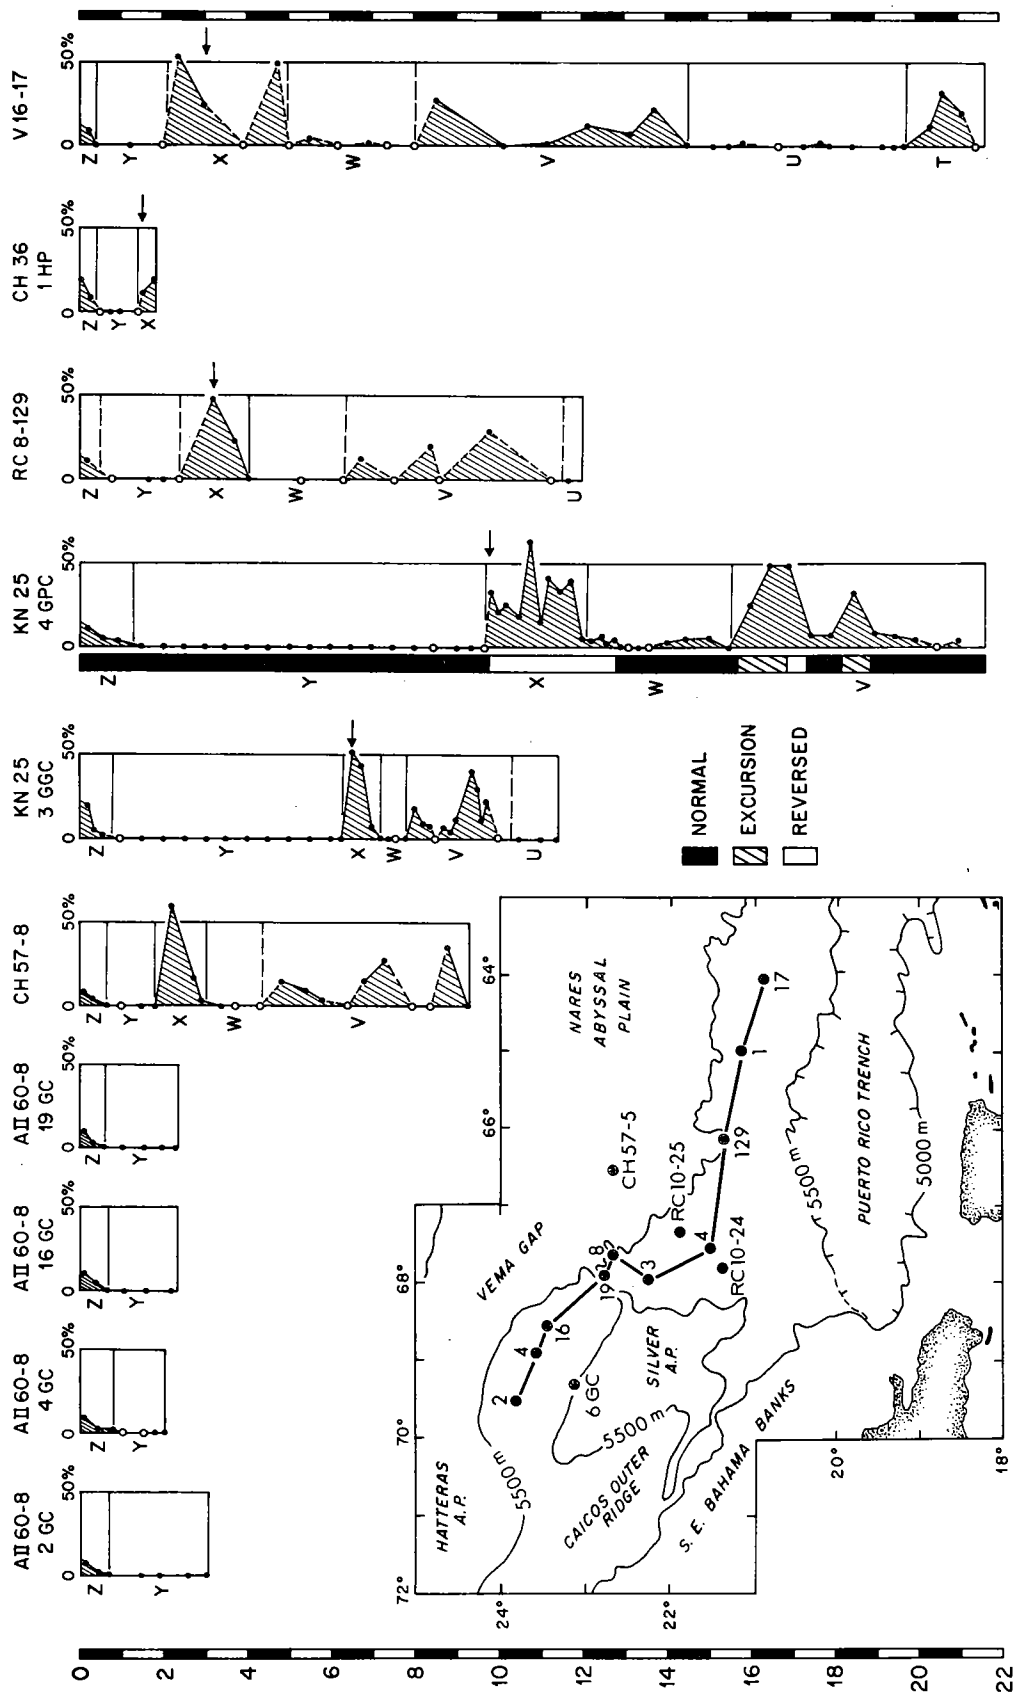 AII 60-8
2 GC
AII 60-8
4 GC
AII 60-8
16 GC
AII 60-8
19 GC
CH 57-8
KN 25
3 GGC
KN 25
4 GPC
RC 8-129
CH 36
1 HP
V 16-17
0 50%
0 50%
0 50%
0 50%
0 50%
0 50%
0 50%
0 50%
0 50%
0 50%
Z Y
Z Y
Z Y
Z Y
Z Y X W V
Z Y X W V U
Z Y X W V
Z Y X W V U
Z Y X
Z Y X W V U T
0
2
4
6
8
10
12
14
16
18
20
22
NORMAL
EXCURSION
REVERSED
72°
70°
68°
66°
64°
24°
22°
20°
18°
HATTERAS
A.P.
VEMA GAP
NARES
ABYSSAL
PLAIN
5500 m
2
4
16
19
8
6 GC
CH 57-5
SILVER
A.P.
3
4
RC10-25
RC10-24
129
1
17
5500 m
CAICOS OUTER
RIDGE
S. E. BAHAMA BANKS
5500 m
PUERTO RICO TRENCH
5000 m